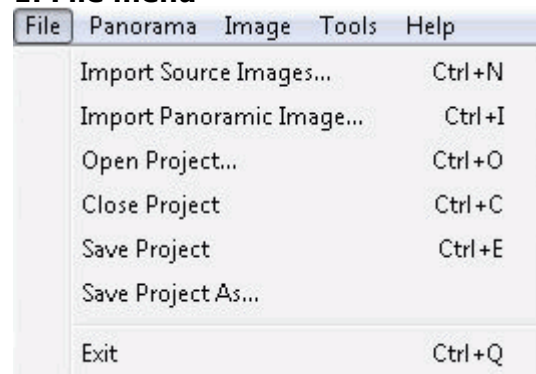 File Panorama Image Tools Help
Import Source Images... Ctrl+N
Import Panoramic Image... Ctrl+I
Open Project... Ctrl+O
Close Project Ctrl+C
Save Project Ctrl+E
Save Project As...
Exit Ctrl+Q